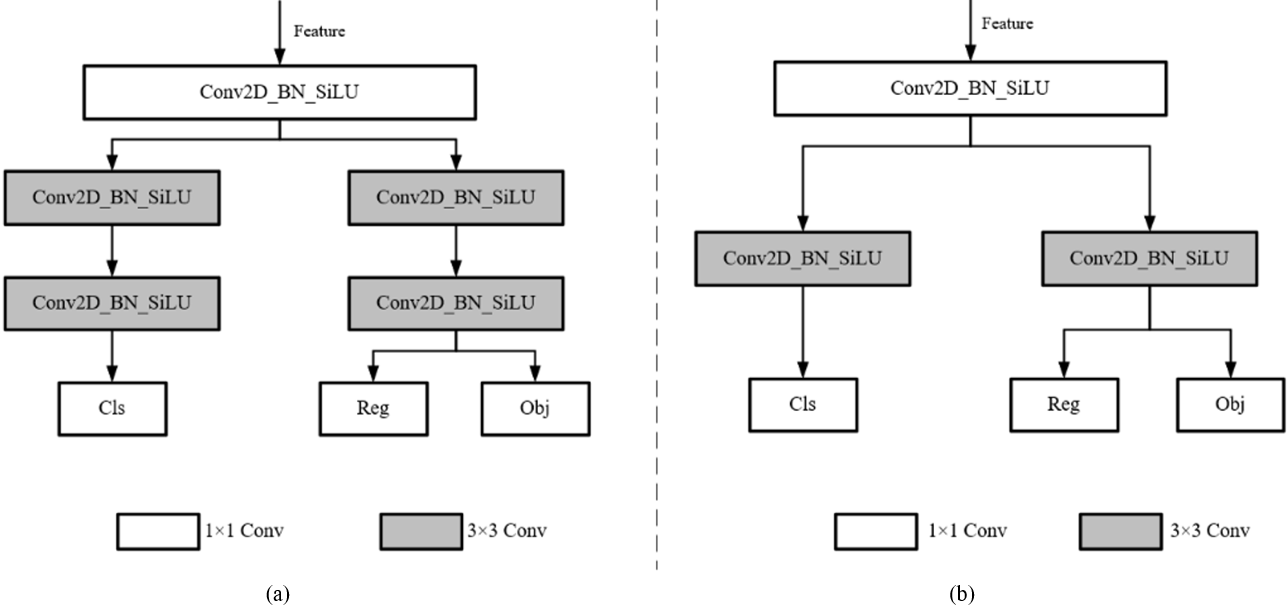 Feature
Conv2D_BN_SiLU
Conv2D_BN_SiLU
Conv2D_BN_SiLU
Conv2D_BN_SiLU
Conv2D_BN_SiLU
Cls
Reg
Obj
1×1 Conv
3×3 Conv
(a)
Feature
Conv2D_BN_SiLU
Conv2D_BN_SiLU
Conv2D_BN_SiLU
Cls
Reg
Obj
1×1 Conv
3×3 Conv
(b)